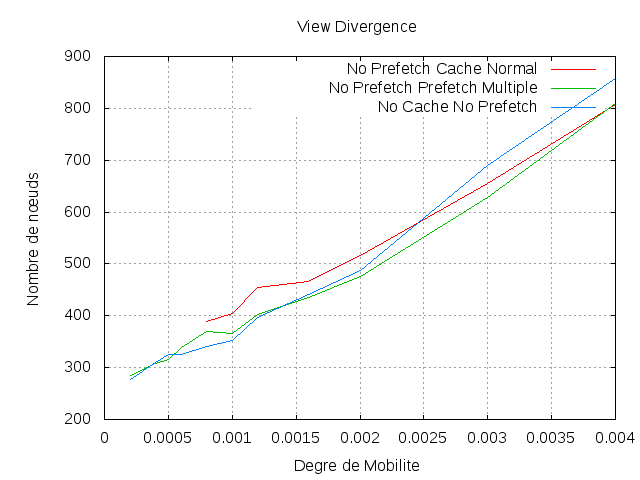 View Divergence
900
800
700
600
500
400
300
200
Nombre de nœuds
No Prefetch Cache Normal
No Prefetch Prefetch Multiple
No Cache No Prefetch
0 0.0005 0.001 0.0015 0.002 0.0025 0.003 0.0035 0.004
Degre de Mobilite